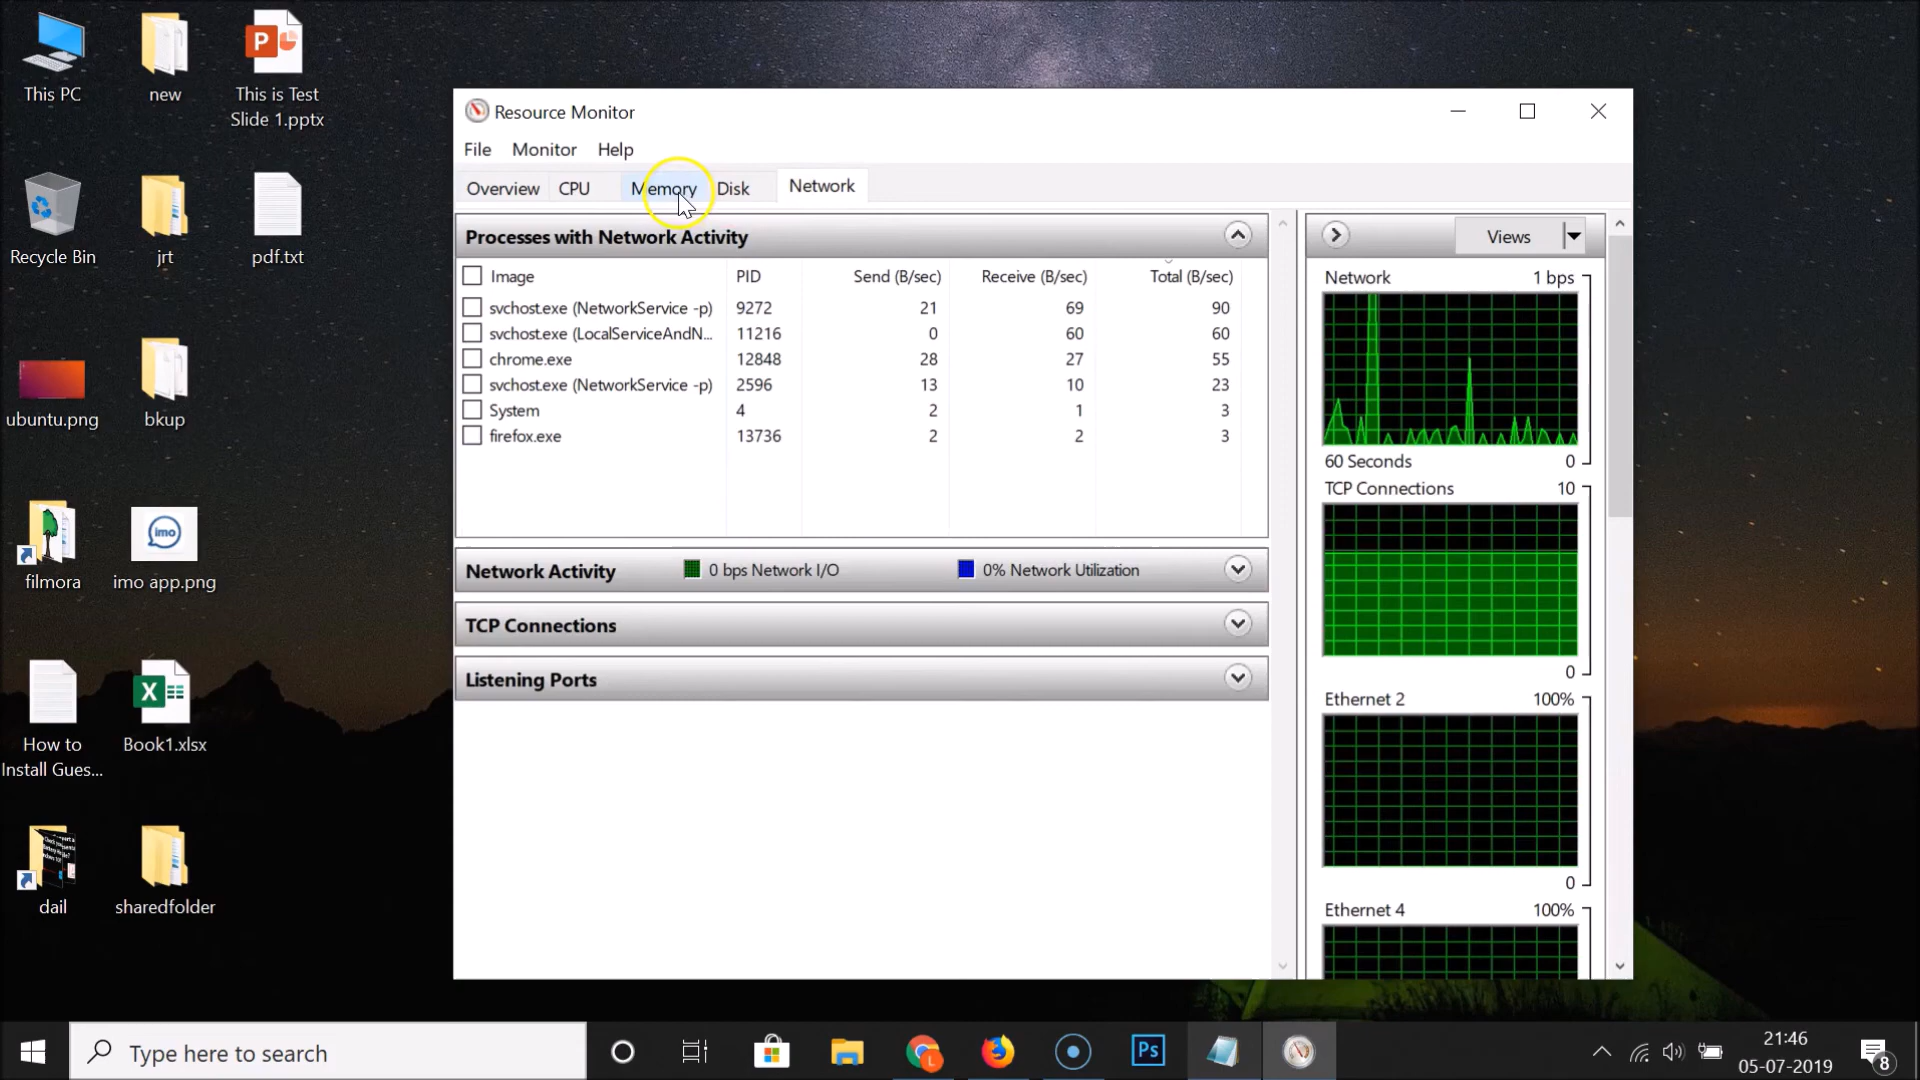 This PC
new
This is Test
Slide 1.pptx
Recycle Bin
jrt
pdf.txt
ubuntu.png
bkup
filmora
imo
imo app.png
How to
Install Gues...
Book1.xlsx
dail
sharedfolder
Resource Monitor
File Monitor Help
Overview CPU Memory Disk Network
Processes with Network Activity
Image PID Send (B/sec) Receive (B/sec) Total (B/sec)
svchost.exe (NetworkService -p) 9272 21 69 90
svchost.exe (LocalServiceAndN... 11216 0 60 60
chrome.exe 12848 28 27 55
svchost.exe (NetworkService -p) 2596 13 10 23
System 4 2 1 3
firefox.exe 13736 2 2 3
Network Activity 0 bps Network I/O 0% Network Utilization
TCP Connections
Listening Ports
Views
Network 1 bps
60 Seconds 0
TCP Connections 10
0
Ethernet 2 100%
0
Ethernet 4 100%
Type here to search
L
Ps
21:46
05-07-2019
8